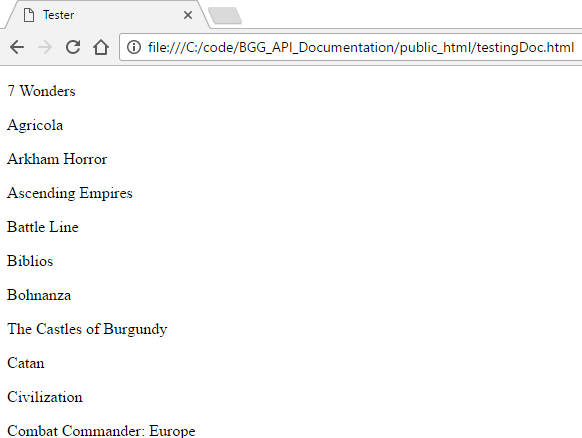 Tester
file:///C:/code/BGG_API_Documentation/public_html/testingDoc.html
7 Wonders
Agricola
Arkham Horror
Ascending Empires
Battle Line
Biblios
Bohnanza
The Castles of Burgundy
Catan
Civilization
Combat Commander: Europe